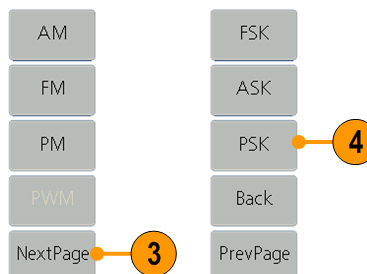 AM
FM
PM
PWM
NextPage
3
FSK
ASK
PSK
4
Back
PrevPage